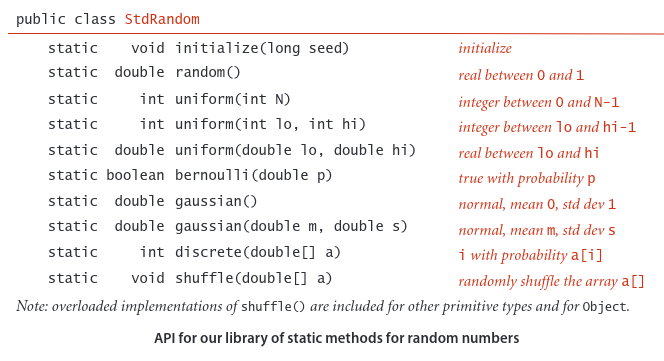 public class StdRandom
static void initialize(long seed) initialize
static double random() real between 0 and 1
static int uniform(int N) integer between 0 and N-1
static int uniform(int lo, int hi) integer between lo and hi-1
static double uniform(double lo, double hi) real between lo and hi
static boolean bernoulli(double p) true with probability p
static double gaussian() normal, mean 0, std dev 1
static double gaussian(double m, double s) normal, mean m, std dev s
static int discrete(double[] a) i with probability a[i]
static void shuffle(double[] a) randomly shuffle the array a[]
Note: overloaded implementations of shuffle() are included for other primitive types and for Object.
API for our library of static methods for random numbers